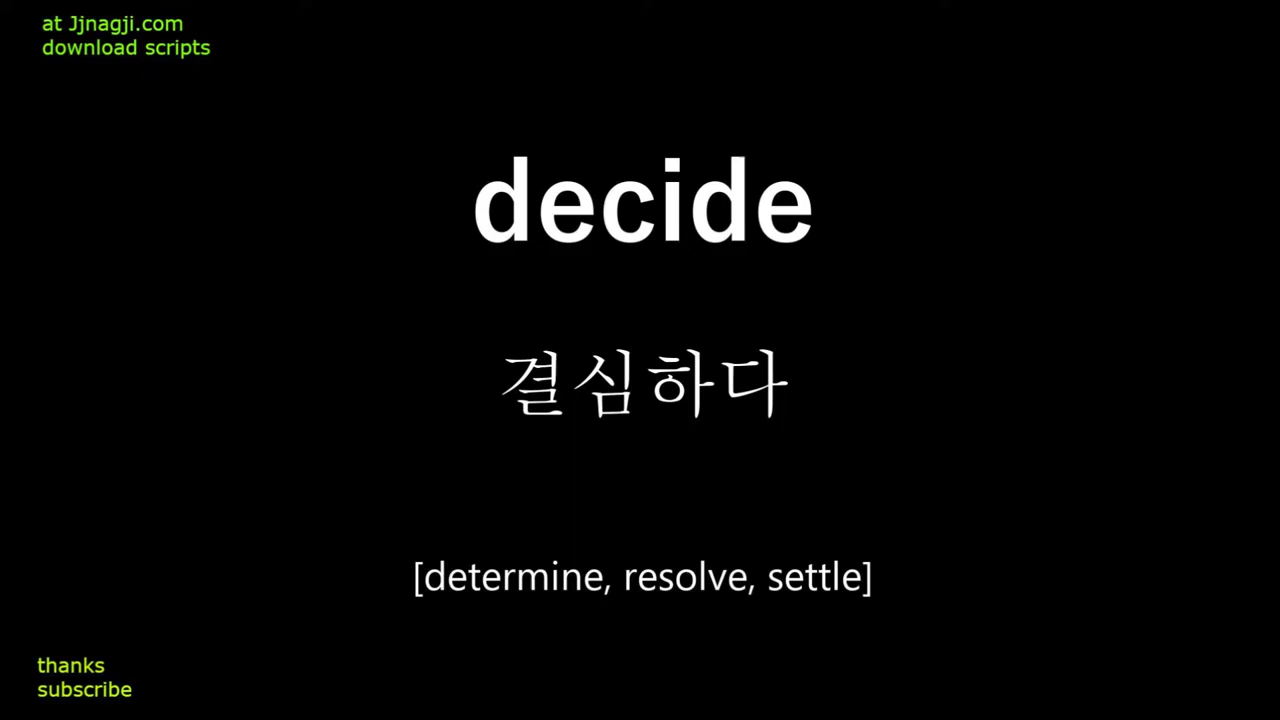 at Jjnagji.com
download scripts
decide
결심하다
[determine, resolve, settle]
thanks
subscribe